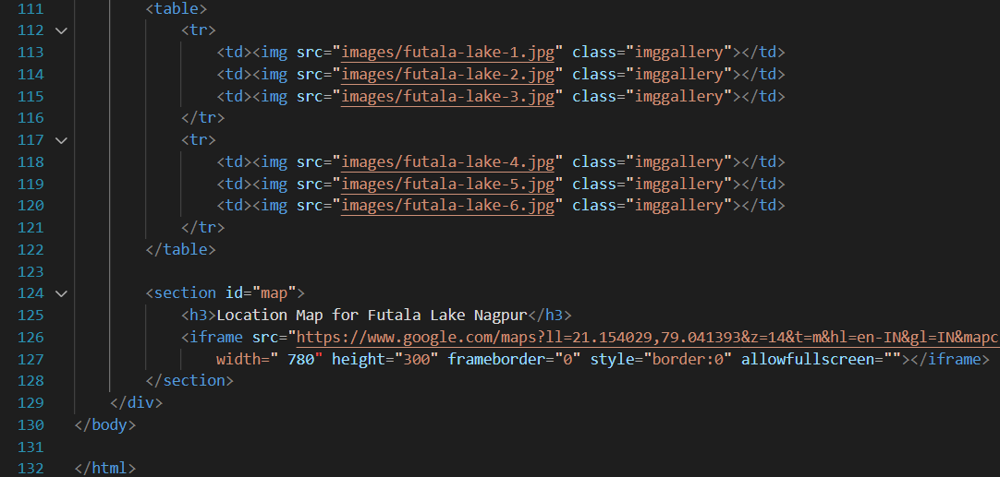 111 <table>
112 <tr>
113 <td><img src="images/futala-lake-1.jpg" class="imggallery"></td>
114 <td><img src="images/futala-lake-2.jpg" class="imggallery"></td>
115 <td><img src="images/futala-lake-3.jpg" class="imggallery"></td>
116 </tr>
117 <tr>
118 <td><img src="images/futala-lake-4.jpg" class="imggallery"></td>
119 <td><img src="images/futala-lake-5.jpg" class="imggallery"></td>
120 <td><img src="images/futala-lake-6.jpg" class="imggallery"></td>
121 </tr>
122 </table>
123
124 <section id="map">
125 <h3>Location Map for Futala Lake Nagpur</h3>
126 <iframe src="https://www.google.com/maps?ll=21.154029,79.041393&z=14&t=m&hl=en-IN&gl=IN&mapc
127 width=" 780" height="300" frameborder="0" style="border:0" allowfullscreen=""></iframe>
128 </section>
129 </div>
130 </body>
131
132 </html>